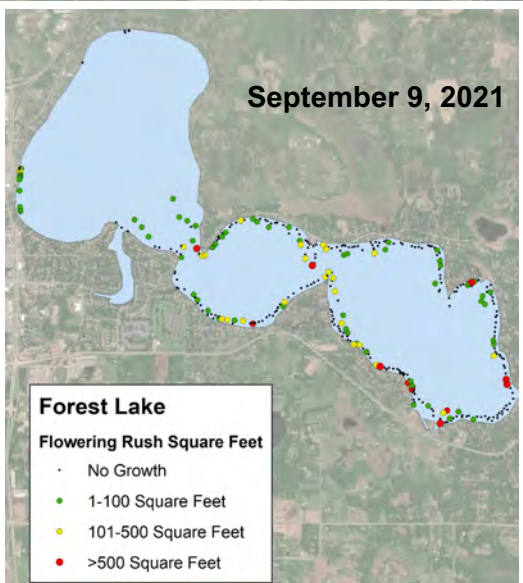 September 9, 2021
Forest Lake
Flowering Rush Square Feet
No Growth
1-100 Square Feet
101-500 Square Feet
>500 Square Feet